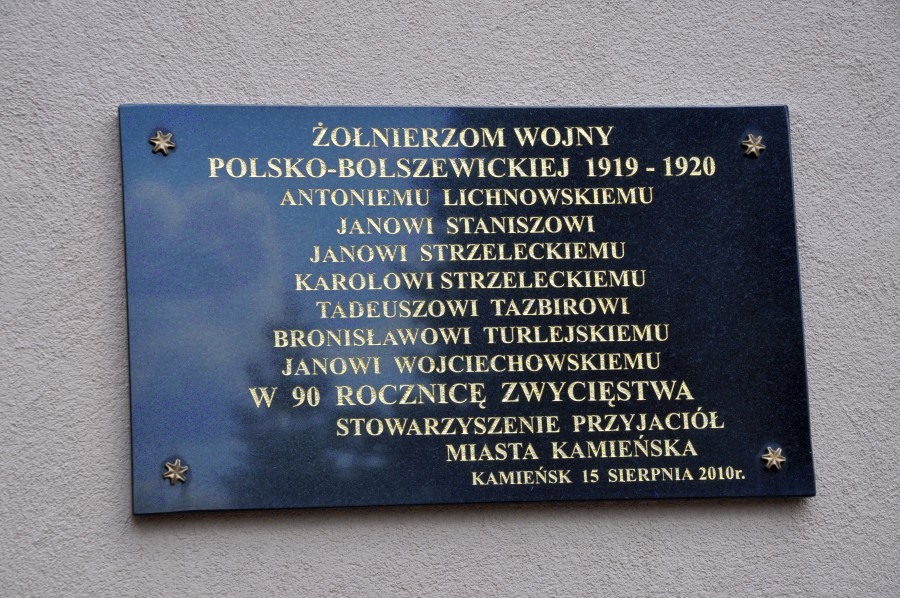 ŻOŁNIERZOM WOJNY
POLSKO-BOLSZEWICKIEJ 1919 - 1920
ANTONIEMU LICHNOWSKIEMU
JANOWI STANISZOWI
JANOWI STRZELECKIEMU
KAROLOWI STRZELECKIEMU
TADEUSZOWI TAZBIROWI
BRONISŁAWOWI TURLEJSKIEMU
JANOWI WOJCIECHOWSKIEMU
W 90 ROCZNICĘ ZWYCIĘSTWA
STOWARZYSZENIE PRZYJACIÓŁ
MIASTA KAMIEŃSKA
KAMIEŃSK 15 SIERPNIA 2010r.